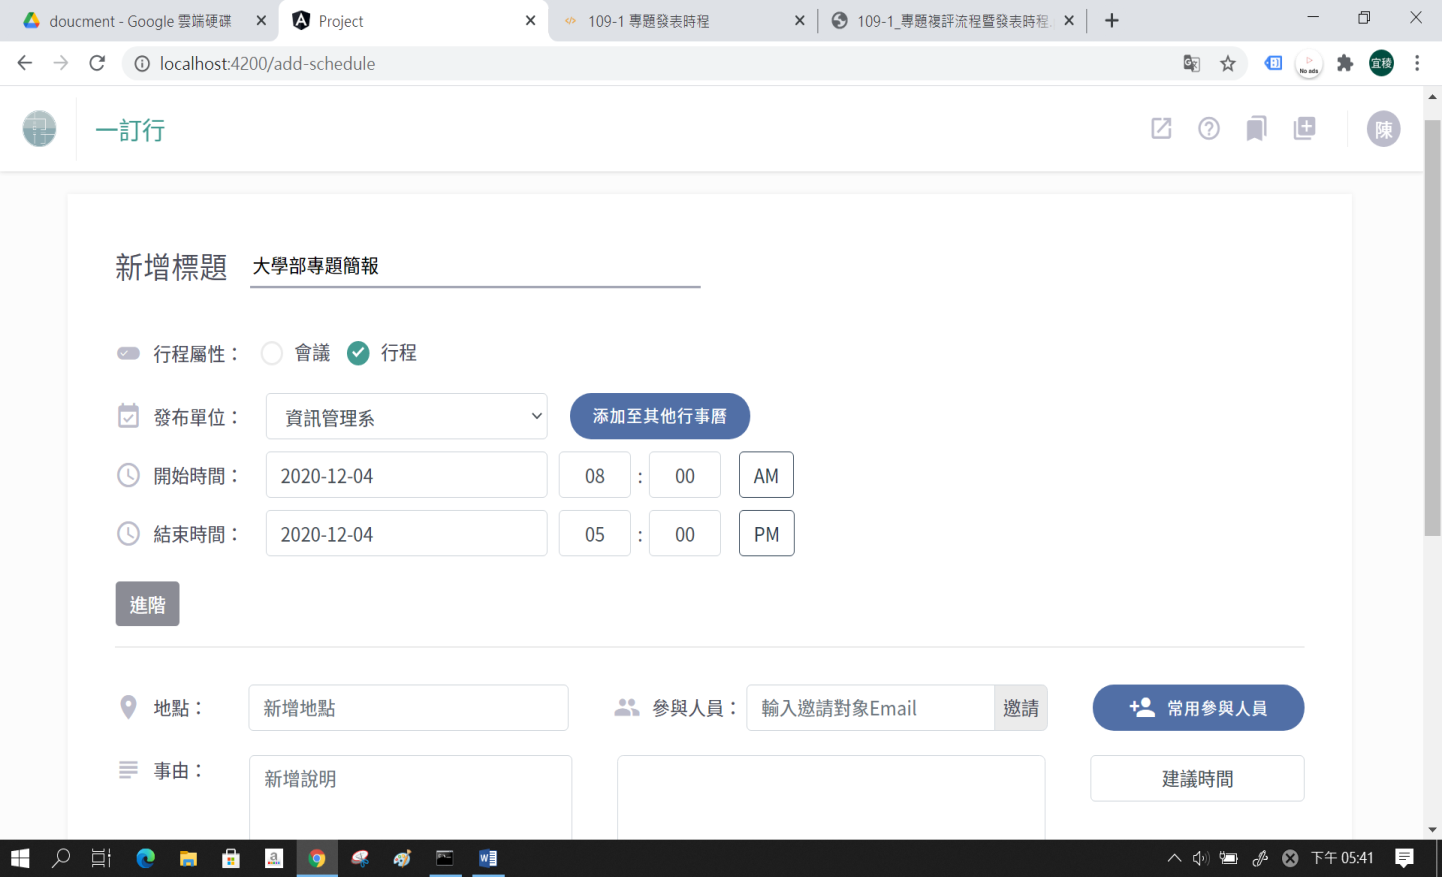 doucment - Google 雲端硬碟
Project
109-1 專題發表時程
109-1_專題複評流程暨發表時程
localhost:4200/add-schedule
No ads
宜稜
一訂行
陳
新增標題 大學部專題簡報
行程屬性： 會議 行程
發布單位： 資訊管理系 添加至其他行事曆
開始時間： 2020-12-04 08 : 00 AM
結束時間： 2020-12-04 05 : 00 PM
進階
地點： 新增地點 參與人員： 輸入邀請對象Email 邀請 常用參與人員
事由： 新增說明 建議時間
下午 05:41